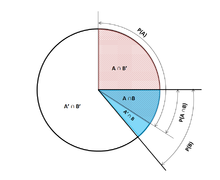 P(A)
A ∩ B'
A' ∩ B'
A ∩ B
A' ∩ B
P(A ∩ B)
P(B)